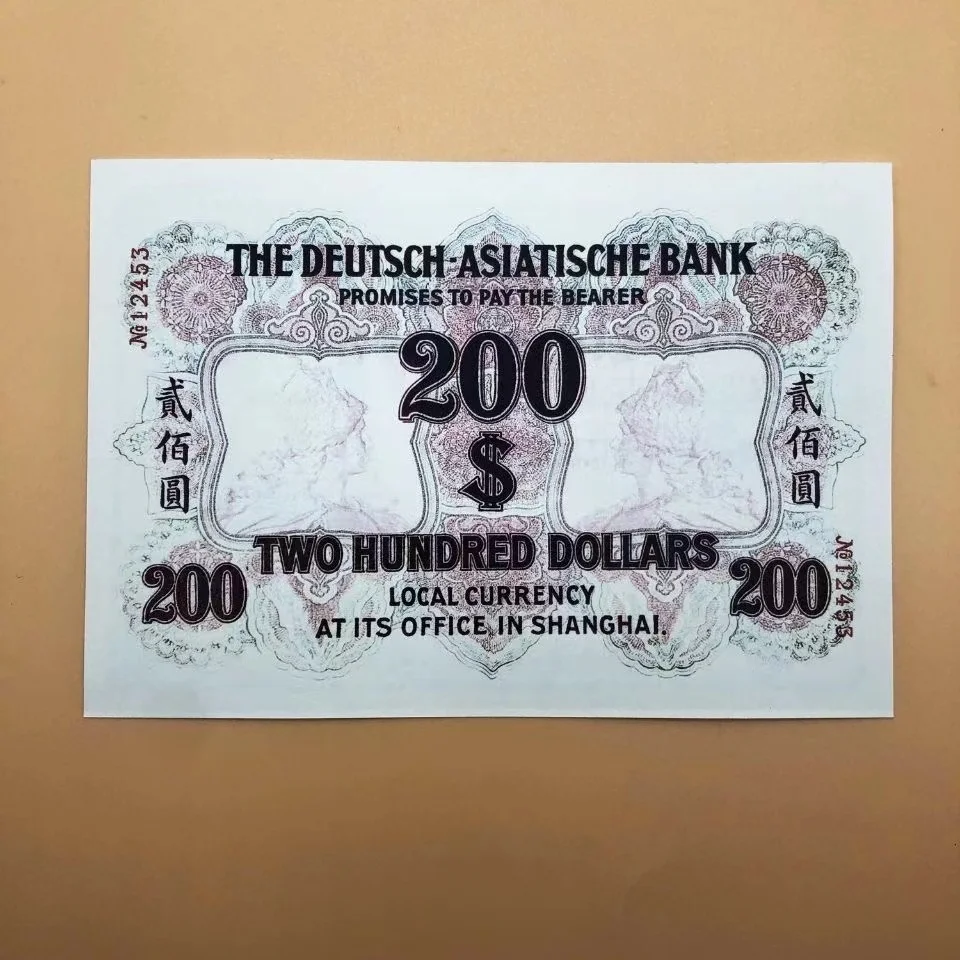 THE DEUTSCH-ASIATISCHE BANK
PROMISES TO PAY THE BEARER
№12453
200
$
貳佰圓
貳佰圓
TWO HUNDRED DOLLARS
200
200
LOCAL CURRENCY
AT ITS OFFICE IN SHANGHAI.
№12453